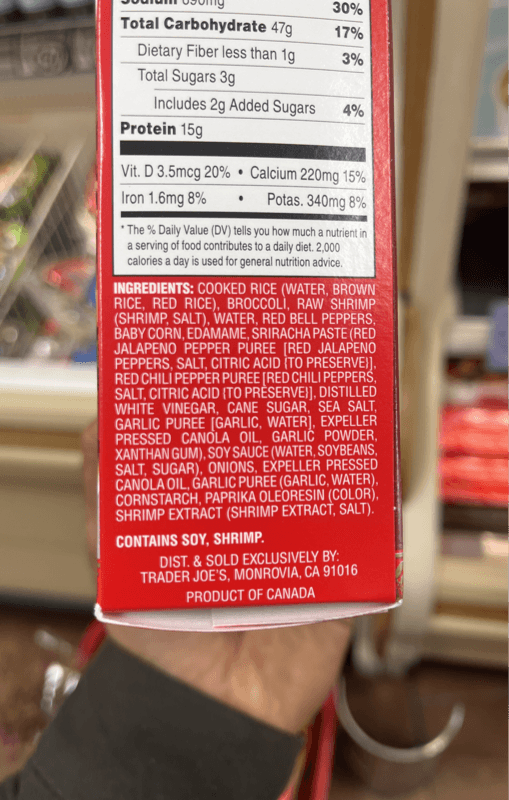 Sodium 690mg 30%
Total Carbohydrate 47g 17%
Dietary Fiber less than 1g 3%
Total Sugars 3g
Includes 2g Added Sugars 4%
Protein 15g
Vit. D 3.5mcg 20% • Calcium 220mg 15%
Iron 1.6mg 8% • Potas. 340mg 8%
* The % Daily Value (DV) tells you how much a nutrient in
a serving of food contributes to a daily diet. 2,000
calories a day is used for general nutrition advice.
INGREDIENTS: COOKED RICE (WATER, BROWN
RICE, RED RICE), BROCCOLI, RAW SHRIMP
(SHRIMP, SALT), WATER, RED BELL PEPPERS,
BABY CORN, EDAMAME, SRIRACHA PASTE (RED
JALAPENO PEPPER PUREE [RED JALAPENO
PEPPERS, SALT, CITRIC ACID (TO PRESERVE)],
RED CHILI PEPPER PUREE [RED CHILI PEPPERS,
SALT, CITRIC ACID (TO PRESERVE)], DISTILLED
WHITE VINEGAR, CANE SUGAR, SEA SALT,
GARLIC PUREE [GARLIC, WATER], EXPELLER
PRESSED CANOLA OIL, GARLIC POWDER,
XANTHAN GUM), SOY SAUCE (WATER, SOYBEANS,
SALT, SUGAR), ONIONS, EXPELLER PRESSED
CANOLA OIL, GARLIC PUREE (GARLIC, WATER),
CORNSTARCH, PAPRIKA OLEORESIN (COLOR),
SHRIMP EXTRACT (SHRIMP EXTRACT, SALT).
CONTAINS SOY, SHRIMP.
DIST. & SOLD EXCLUSIVELY BY:
TRADER JOE'S, MONROVIA, CA 91016
PRODUCT OF CANADA